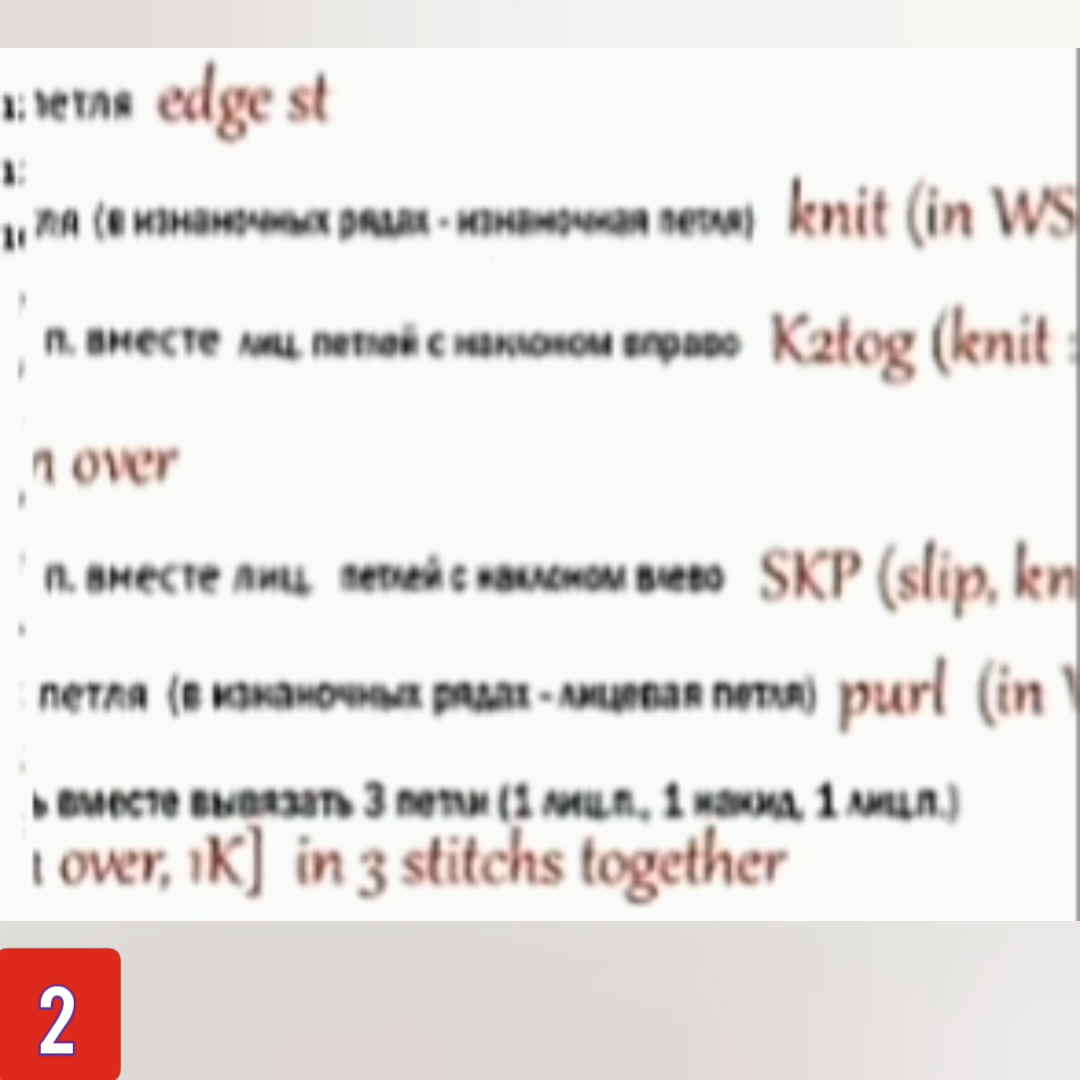 петля edge st
ля (в изнаночных рядах - изнаночная петля) knit (in WS
п. вместе лиц. петлей с наклоном вправо K2tog (knit
over
п. вместе лиц. петлей с наклоном влево SKP (slip,
петля (в изнаночных рядах - лицевая петля) purl (in
вместе вывязать 3 петли (1 лиц.п., 1 накид, 1 лиц.п.)
over, 1K] in 3 stitchs together
2